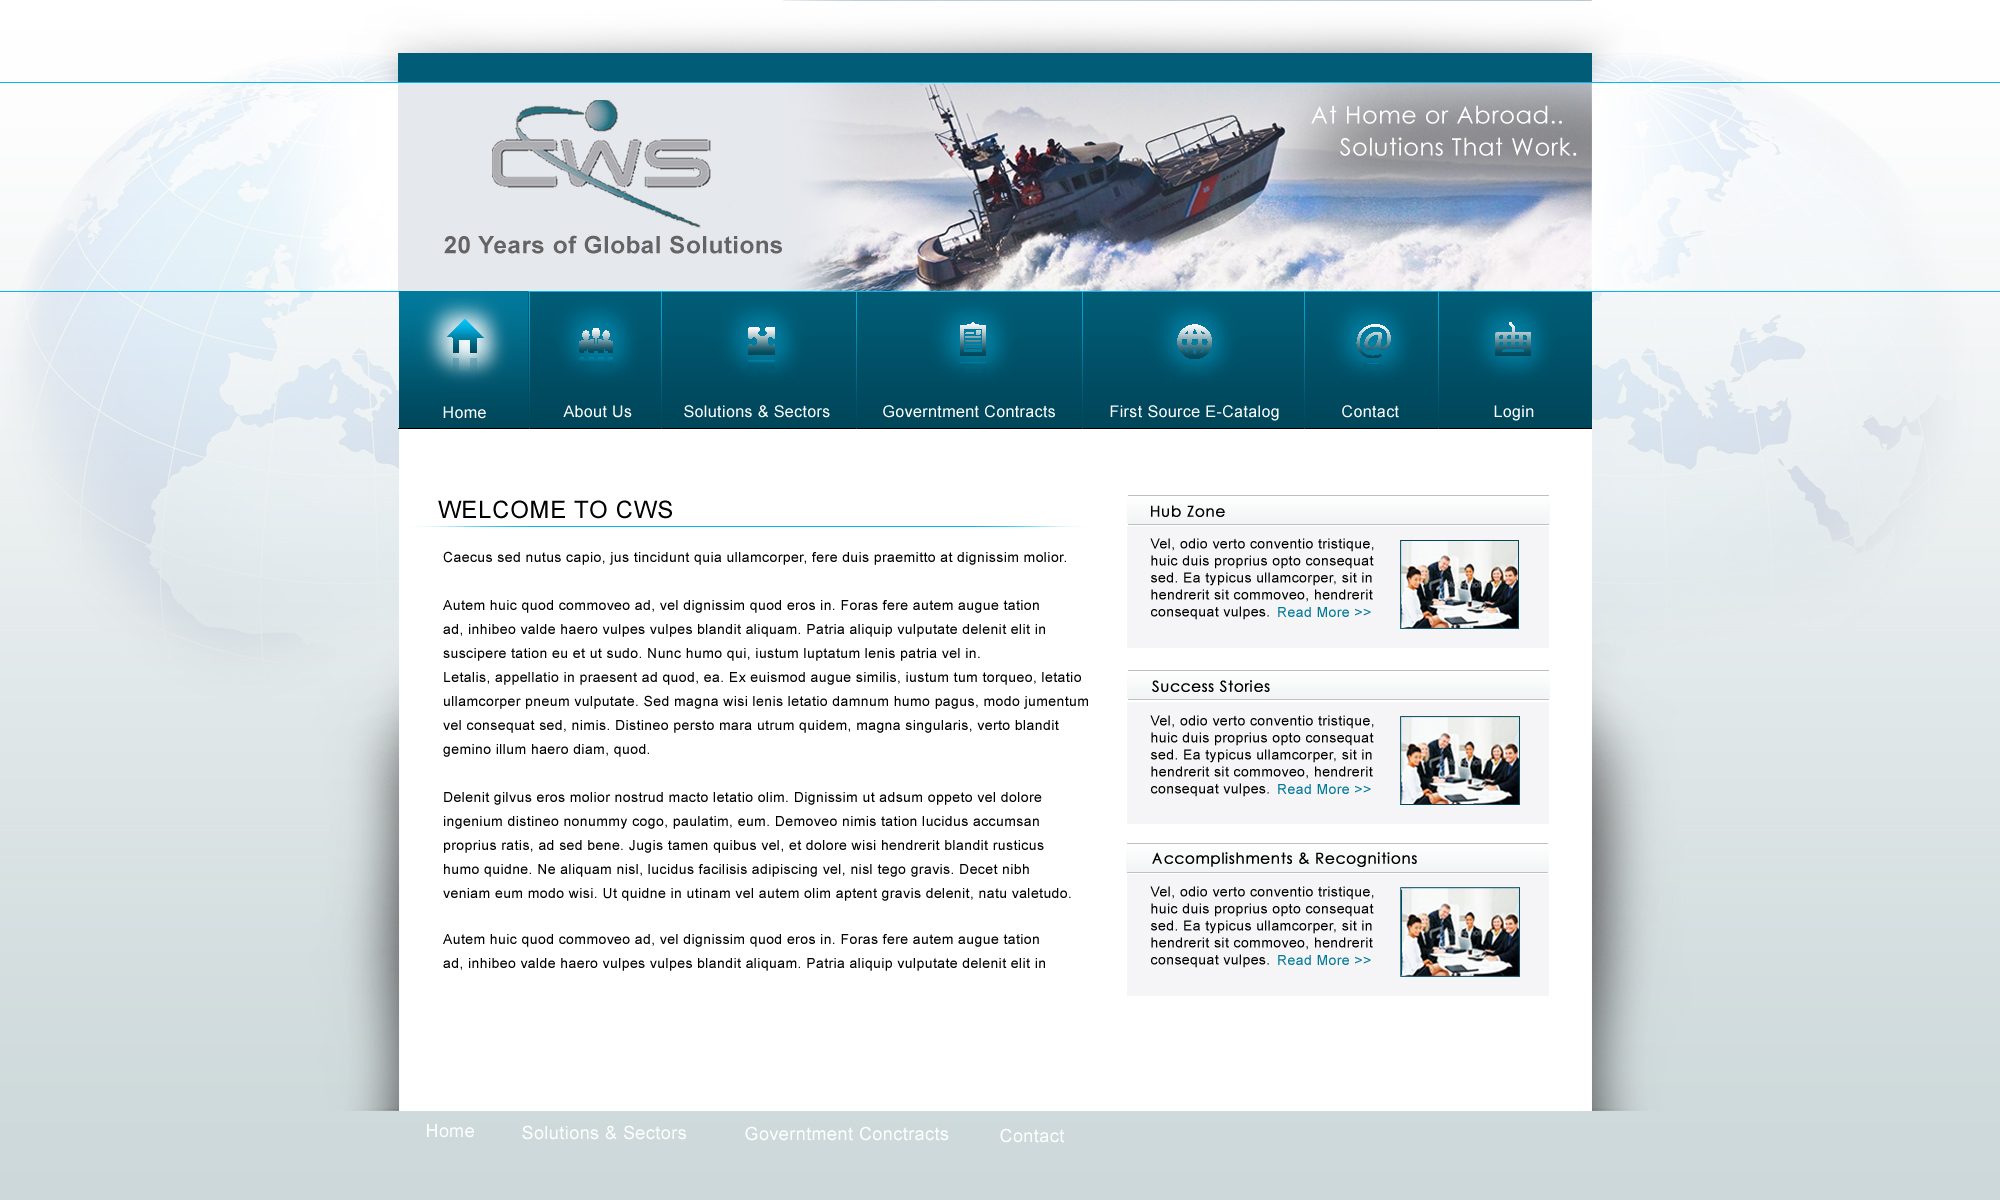 CWS
20 Years of Global Solutions
At Home or Abroad..
Solutions That Work.
Home
About Us
Solutions & Sectors
Governtment Contracts
First Source E-Catalog
Contact
Login
WELCOME TO CWS
Caecus sed nutus capio, jus tincidunt quia ullamcorper, fere duis praemitto at dignissim molior.
Autem huic quod commoveo ad, vel dignissim quod eros in. Foras fere autem augue tation
ad, inhibeo valde haero vulpes vulpes blandit aliquam. Patria aliquip vulputate delenit elit in
suscipere tation eu et ut sudo. Nunc humo qui, iustum luptatum lenis patria vel in.
Letalis, appellatio in praesent ad quod, ea. Ex euismod augue similis, iustum tum torqueo, letatio
ullamcorper pneum vulputate. Sed magna wisi lenis letatio damnum humo pagus, modo jumentum
vel consequat sed, nimis. Distineo persto mara utrum quidem, magna singularis, verto blandit
gemino illum haero diam, quod.
Delenit gilvus eros molior nostrud macto letatio olim. Dignissim ut adsum oppeto vel dolore
ingenium distineo nonummy cogo, paulatim, eum. Demoveo nimis tation lucidus accumsan
proprius ratis, ad sed bene. Jugis tamen quibus vel, et dolore wisi hendrerit blandit rusticus
humo quidne. Ne aliquam nisl, lucidus facilisis adipiscing vel, nisl tego gravis. Decet nibh
veniam eum modo wisi. Ut quidne in utinam vel autem olim aptent gravis delenit, natu valetudo.
Autem huic quod commoveo ad, vel dignissim quod eros in. Foras fere autem augue tation
ad, inhibeo valde haero vulpes vulpes blandit aliquam. Patria aliquip vulputate delenit elit in
Hub Zone
Vel, odio verto conventio tristique,
huic duis proprius opto consequat
sed. Ea typicus ullamcorper, sit in
hendrerit sit commoveo, hendrerit
consequat vulpes. Read More >>
Success Stories
Vel, odio verto conventio tristique,
huic duis proprius opto consequat
sed. Ea typicus ullamcorper, sit in
hendrerit sit commoveo, hendrerit
consequat vulpes. Read More >>
Accomplishments & Recognitions
Vel, odio verto conventio tristique,
huic duis proprius opto consequat
sed. Ea typicus ullamcorper, sit in
hendrerit sit commoveo, hendrerit
consequat vulpes. Read More >>
Home
Solutions & Sectors
Governtment Conctracts
Contact